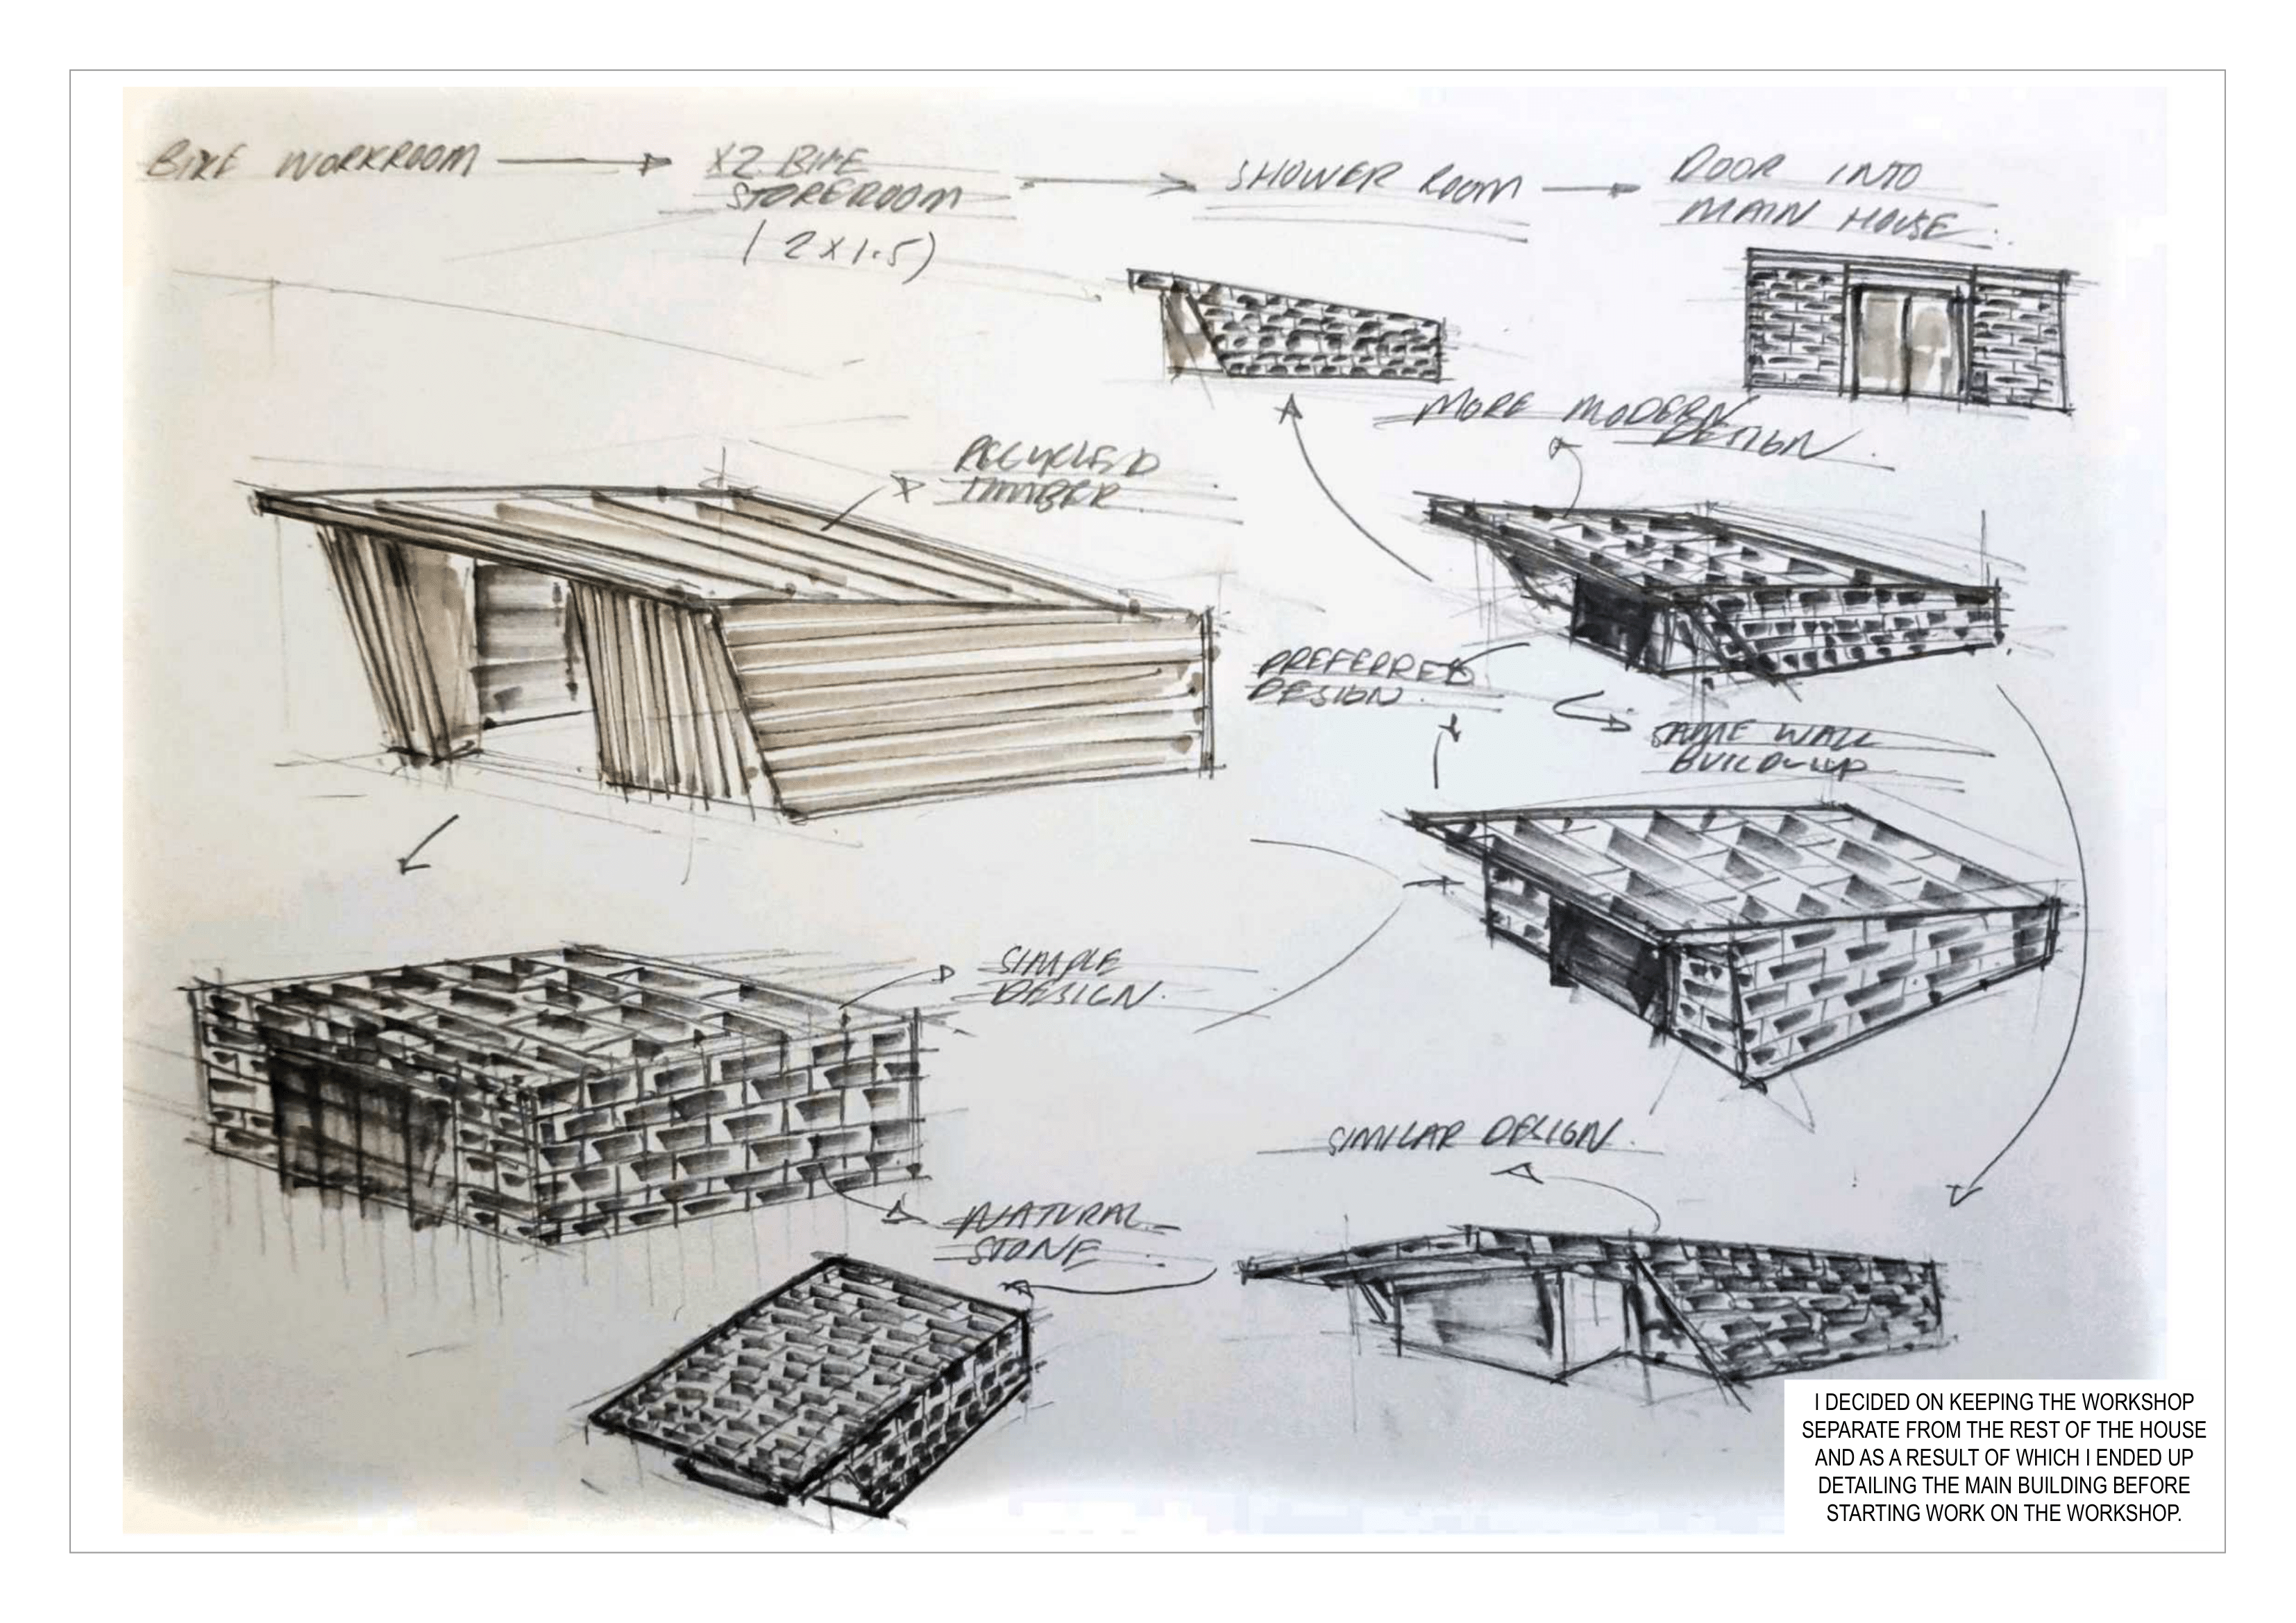 BIKE WORKROOM
X2 BIKE
STOREROOM
(2X1.5)
SHOWER ROOM
DOOR INTO
MAIN HOUSE.
MORE MODERN
DESIGN.
RECYCLED
TIMBER
PREFERRED
DESIGN.
SAME WALL
BUILD-UP
SIMPLE
DESIGN.
SIMILAR DESIGN.
NATURAL
STONE.
I DECIDED ON KEEPING THE WORKSHOP
SEPARATE FROM THE REST OF THE HOUSE
AND AS A RESULT OF WHICH I ENDED UP
DETAILING THE MAIN BUILDING BEFORE
STARTING WORK ON THE WORKSHOP.